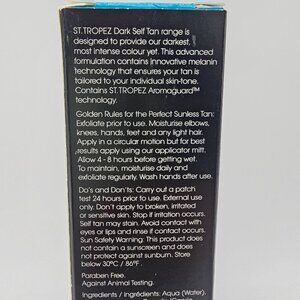 ST.TROPEZ Dark Self Tan range is
designed to provide our darkest,
most intense colour yet. This advanced
formulation contains innovative melanin
technology that ensures your tan is
tailored to your individual skin-tone.
Contains ST.TROPEZ Aromaguard™
technology.
Golden Rules for the Perfect Sunless Tan:
Exfoliate prior to use. Moisturise elbows,
knees, hands, feet and any light hair.
Apply in a circular motion but for best
results apply using our applicator mitt.
Allow 4 - 8 hours before getting wet.
To maintain, moisturise daily and
exfoliate regularly. Wash hands after use.
Do's and Don'ts: Carry out a patch
test 24 hours prior to use. External use
only. Don't apply to broken, irritated
or sensitive skin. Stop if irritation occurs.
Self tan may stain. Avoid contact with
eyes or lips and rinse if contact occurs.
Sun Safety Warning: This product does
not contain a sunscreen and does
not protect against sunburn. Store
below 30ºC / 86ºF
Paraben Free.
Against Animal Testing.
Ingredients / Ingrédients: Aqua (Water),